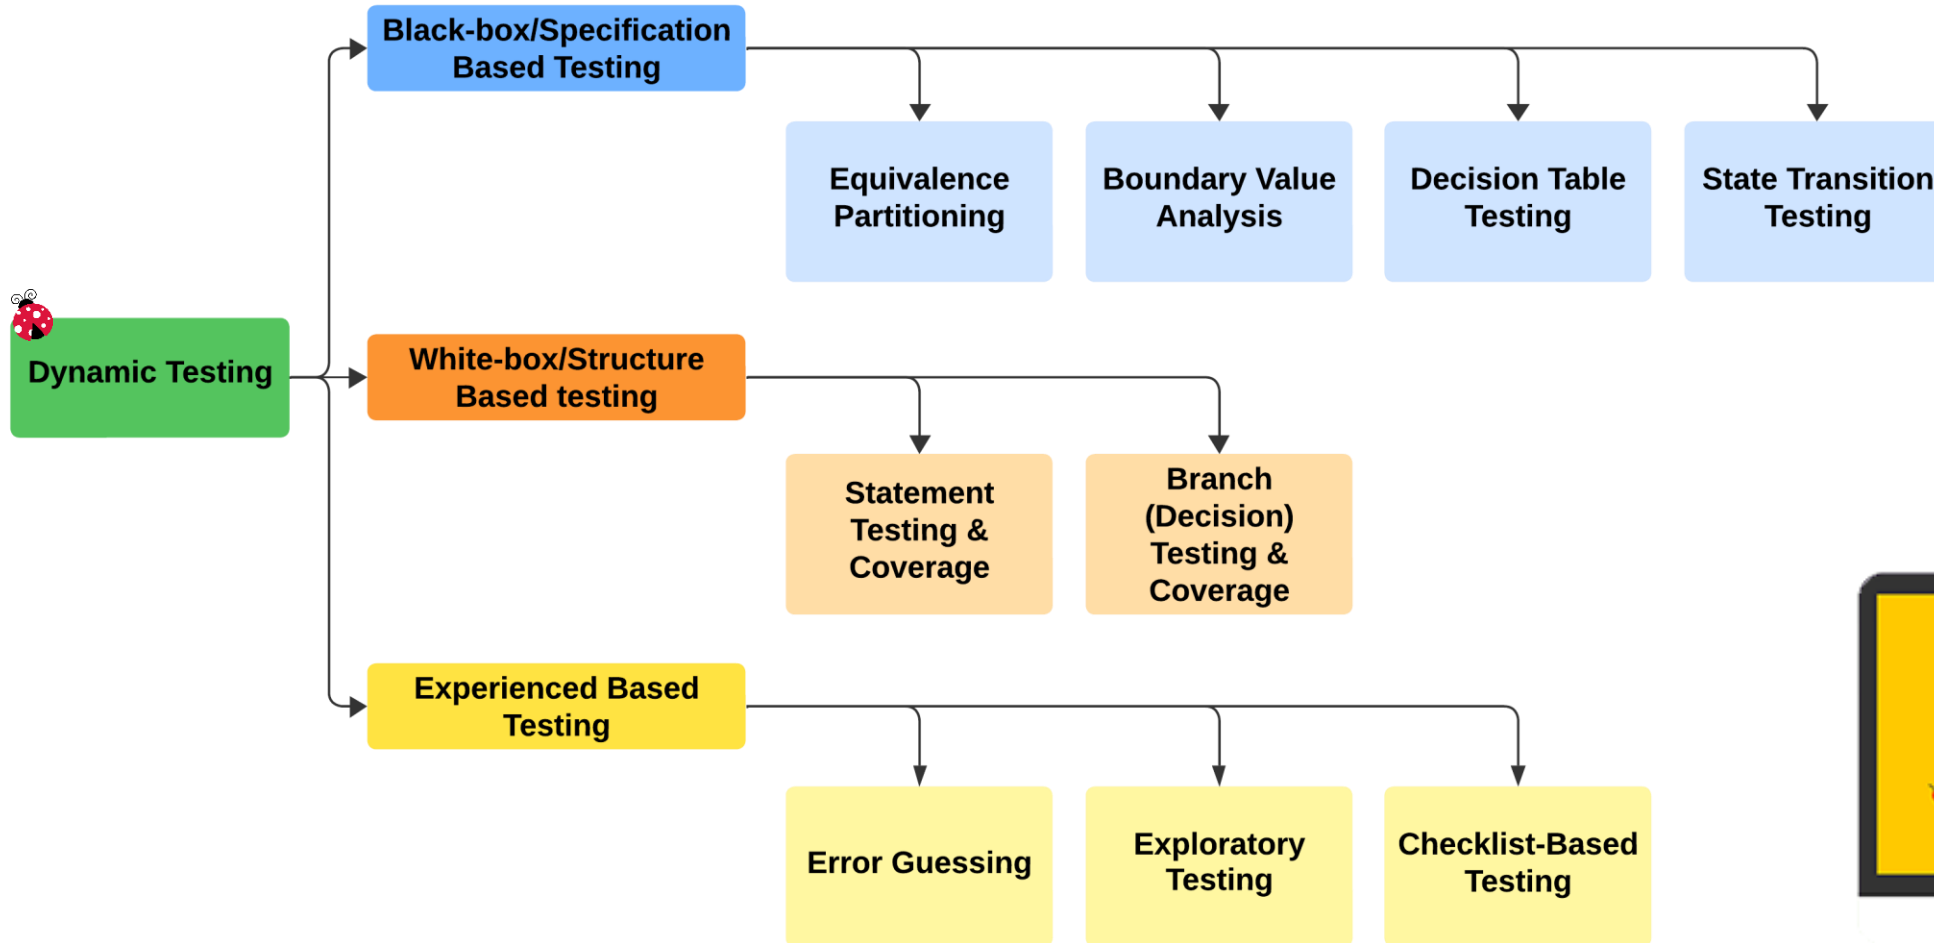 Black-box/Specification
Based Testing
Equivalence
Partitioning
Boundary Value
Analysis
Decision Table
Testing
State Transition
Testing
Dynamic Testing
White-box/Structure
Based testing
Statement
Testing &
Coverage
Branch
(Decision)
Testing &
Coverage
Experienced Based
Testing
Error Guessing
Exploratory
Testing
Checklist-Based
Testing